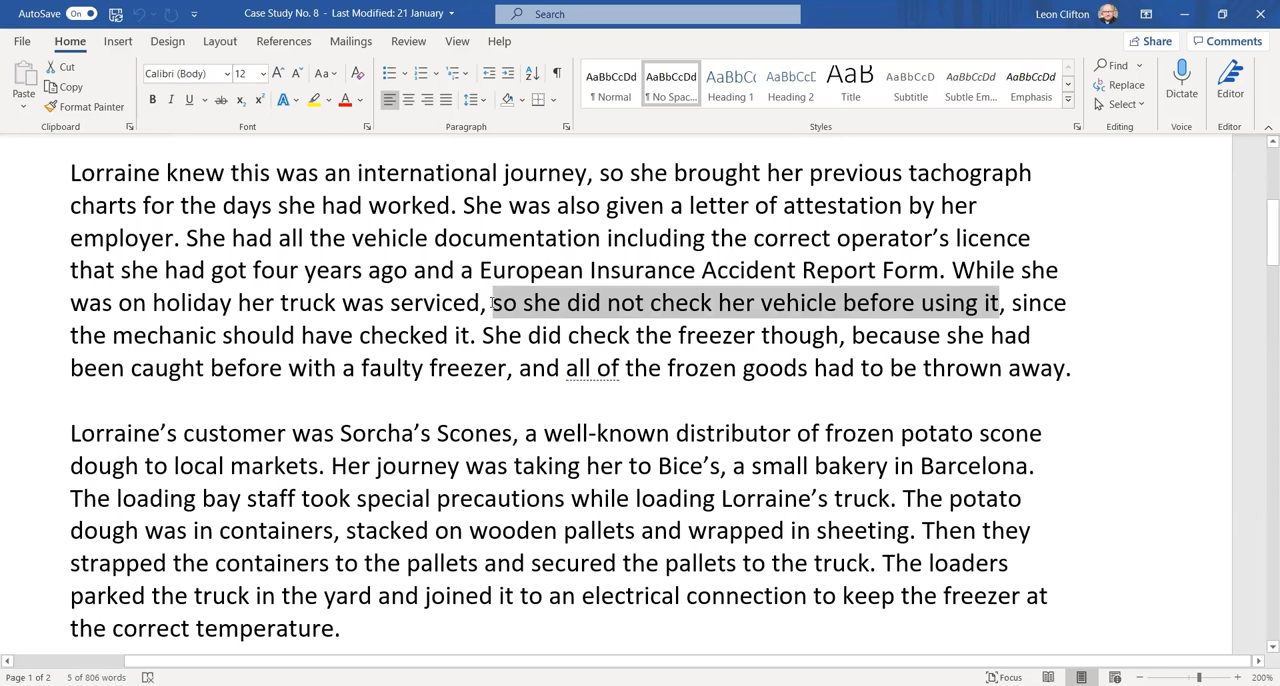 AutoSave On Case Study No. 8 - Last Modified: 21 January Search Leon Clifton
File Home Insert Design Layout References Mailings Review View Help Share Comments
Paste Cut Copy Format Painter
Clipboard
Calibri (Body) 12 Aa
B I U ab x₂ x² A A
Font
Paragraph
AaBbCcDd AaBbCcDd AaBbCc AaBbCcE AaB AaBbCcD AaBbCcDd AaBbCcDd
¶ Normal ¶ No Spac... Heading 1 Heading 2 Title Subtitle Subtle Em... Emphasis
Styles
Find Replace Select
Editing
Dictate
Voice
Editor
Editor
Lorraine knew this was an international journey, so she brought her previous tachograph
charts for the days she had worked. She was also given a letter of attestation by her
employer. She had all the vehicle documentation including the correct operator’s licence
that she had got four years ago and a European Insurance Accident Report Form. While she
was on holiday her truck was serviced, so she did not check her vehicle before using it, since
the mechanic should have checked it. She did check the freezer though, because she had
been caught before with a faulty freezer, and all of the frozen goods had to be thrown away.
Lorraine’s customer was Sorcha’s Scones, a well-known distributor of frozen potato scone
dough to local markets. Her journey was taking her to Bice’s, a small bakery in Barcelona.
The loading bay staff took special precautions while loading Lorraine’s truck. The potato
dough was in containers, stacked on wooden pallets and wrapped in sheeting. Then they
strapped the containers to the pallets and secured the pallets to the truck. The loaders
parked the truck in the yard and joined it to an electrical connection to keep the freezer at
the correct temperature.
Page 1 of 2 5 of 806 words Focus 200%